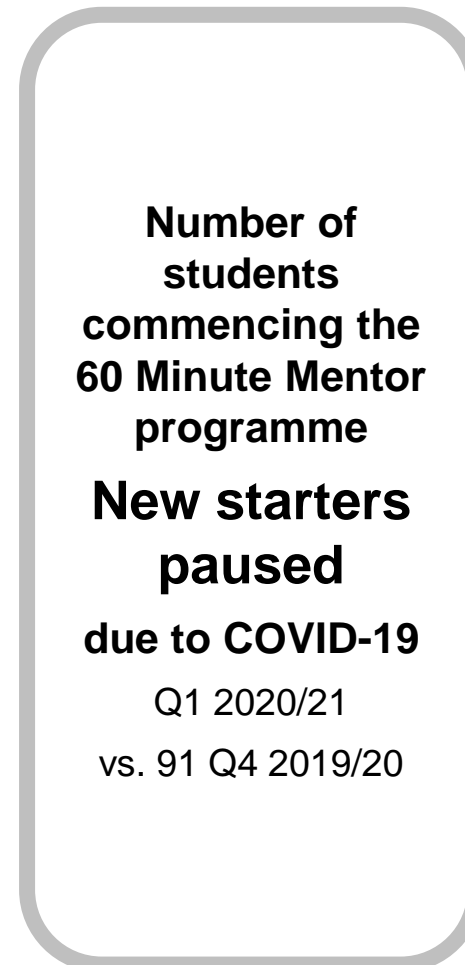 Number of
students
commencing the
60 Minute Mentor
programme
New starters
paused
due to COVID-19
Q1 2020/21
vs. 91 Q4 2019/20